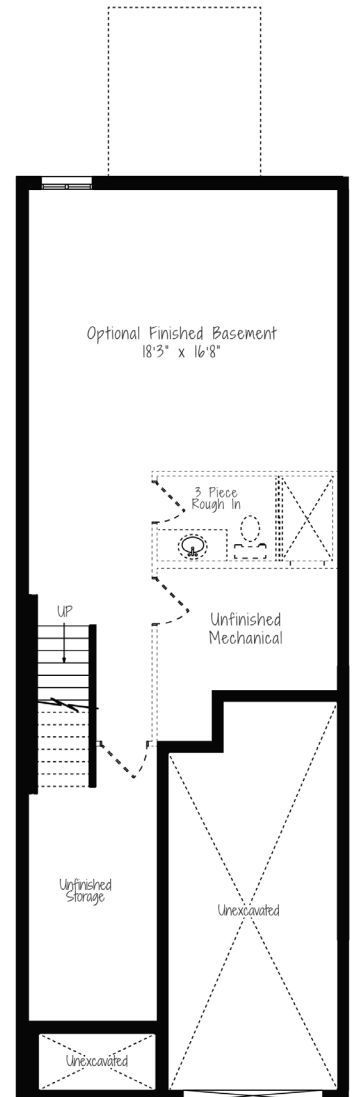 Optional Finished Basement
18'3" x 16'8"
3 Piece
Rough In
UP
Unfinished
Mechanical
Unfinished
Storage
Unexcavated
Unexcavated